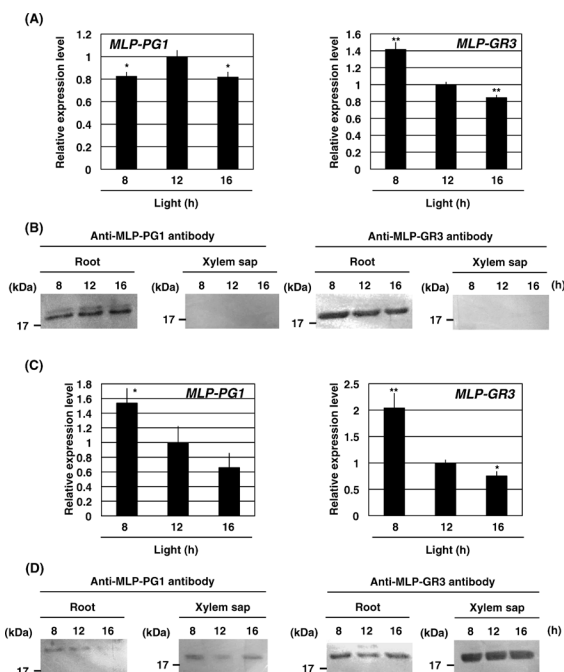 (A)
MLP-PG1
Relative expression level
1.2
1
0.8
0.6
0.4
0.2
0
*
*
8 12 16
Light (h)
MLP-GR3
Relative expression level
1.6
1.4
1.2
1
0.8
0.6
0.4
0.2
0
**
**
8 12 16
Light (h)
(B)
Anti-MLP-PG1 antibody
Root Xylem sap
(kDa) 8 12 16 (kDa) 8 12 16
17 17
Anti-MLP-GR3 antibody
Root Xylem sap
(kDa) 8 12 16 (kDa) 8 12 16 (h)
17 17
(C)
MLP-PG1
Relative expression level
1.8
1.6
1.4
1.2
1
0.8
0.6
0.4
0.2
0
*
8 12 16
Light (h)
MLP-GR3
Relative expression level
2.5
2
1.5
1
0.5
0
**
*
8 12 16
Light (h)
(D)
Anti-MLP-PG1 antibody
Root Xylem sap
(kDa) 8 12 16 (kDa) 8 12 16
17 17
Anti-MLP-GR3 antibody
Root Xylem sap
(kDa) 8 12 16 (kDa) 8 12 16 (h)
17 17